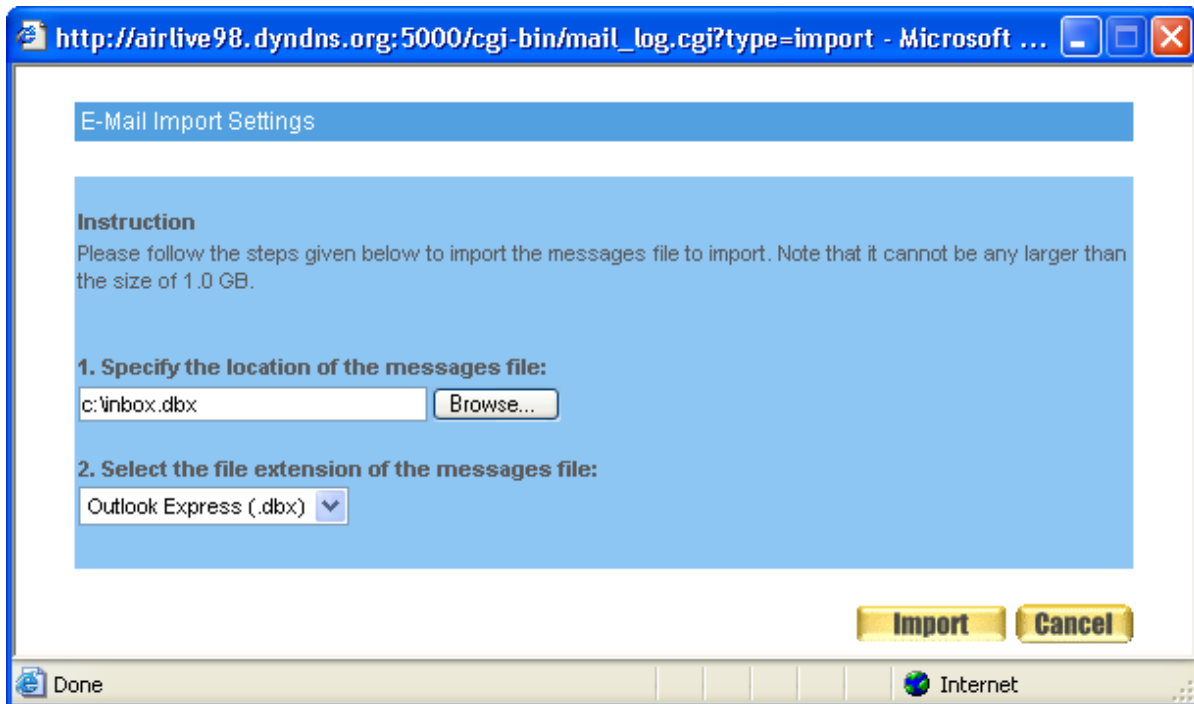 http://airlive98.dyndns.org:5000/cgi-bin/mail_log.cgi?type=import - Microsoft ...
E-Mail Import Settings
Instruction
Please follow the steps given below to import the messages file to import. Note that it cannot be any larger than
the size of 1.0 GB.
1. Specify the location of the messages file:
c:\inbox.dbx Browse...
2. Select the file extension of the messages file:
Outlook Express (.dbx)
Import Cancel
Done Internet